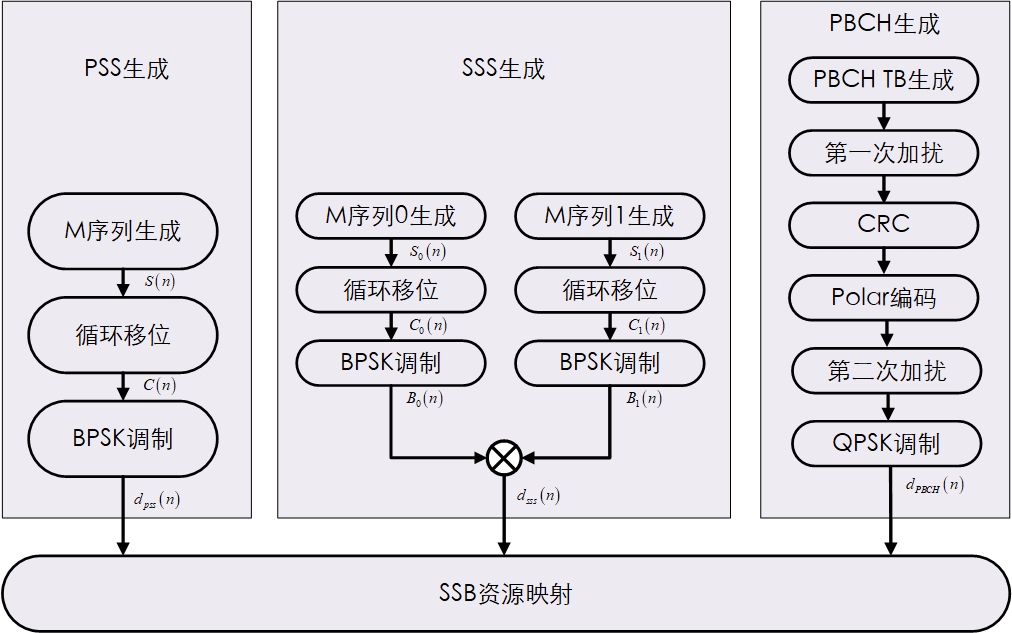 PSS生成
M序列生成
S(n)
循环移位
C(n)
BPSK调制
d_{pss}(n)
SSS生成
M序列0生成
S_0(n)
循环移位
C_0(n)
BPSK调制
B_0(n)
M序列1生成
S_1(n)
循环移位
C_1(n)
BPSK调制
B_1(n)
d_{sss}(n)
PBCH生成
PBCH TB生成
第一次加扰
CRC
Polar编码
第二次加扰
QPSK调制
d_{PBCH}(n)
SSB资源映射